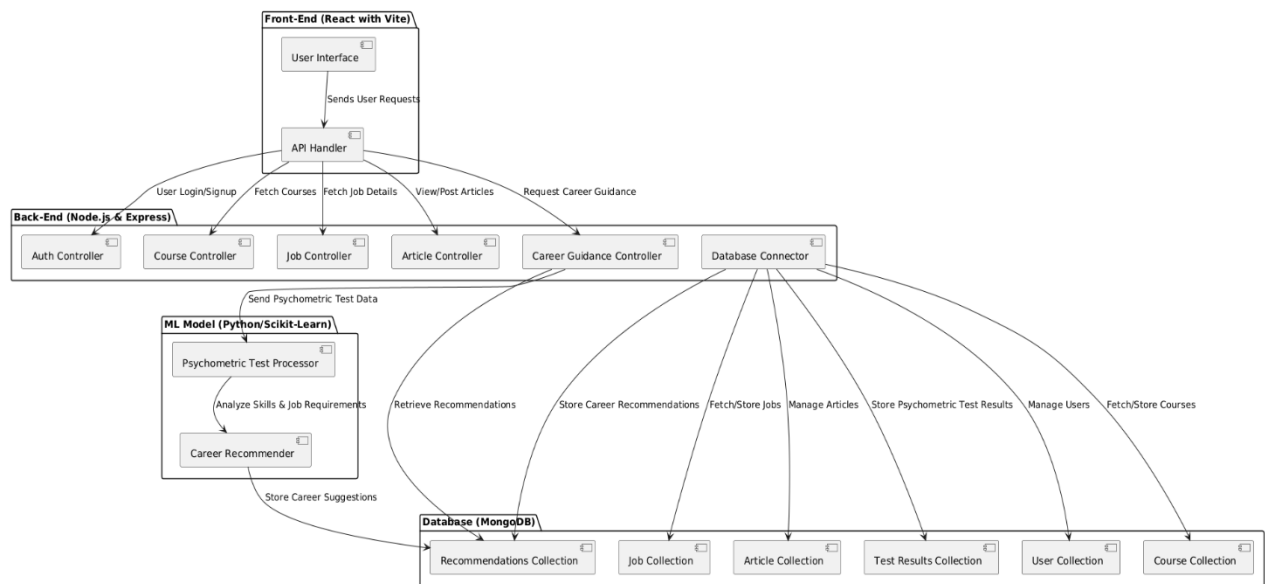 Front-End (React with Vite)
User Interface
Sends User Requests
API Handler
User Login/Signup
Fetch Courses
Fetch Job Details
View/Post Articles
Request Career Guidance
Back-End (Node.js & Express)
Auth Controller
Course Controller
Job Controller
Article Controller
Career Guidance Controller
Database Connector
Send Psychometric Test Data
ML Model (Python/Scikit-Learn)
Psychometric Test Processor
Analyze Skills & Job Requirements
Retrieve Recommendations
Store Career Recommendations
Fetch/Store Jobs
Manage Articles
Store Psychometric Test Results
Manage Users
Fetch/Store Courses
Career Recommender
Store Career Suggestions
Database (MongoDB)
Recommendations Collection
Job Collection
Article Collection
Test Results Collection
User Collection
Course Collection